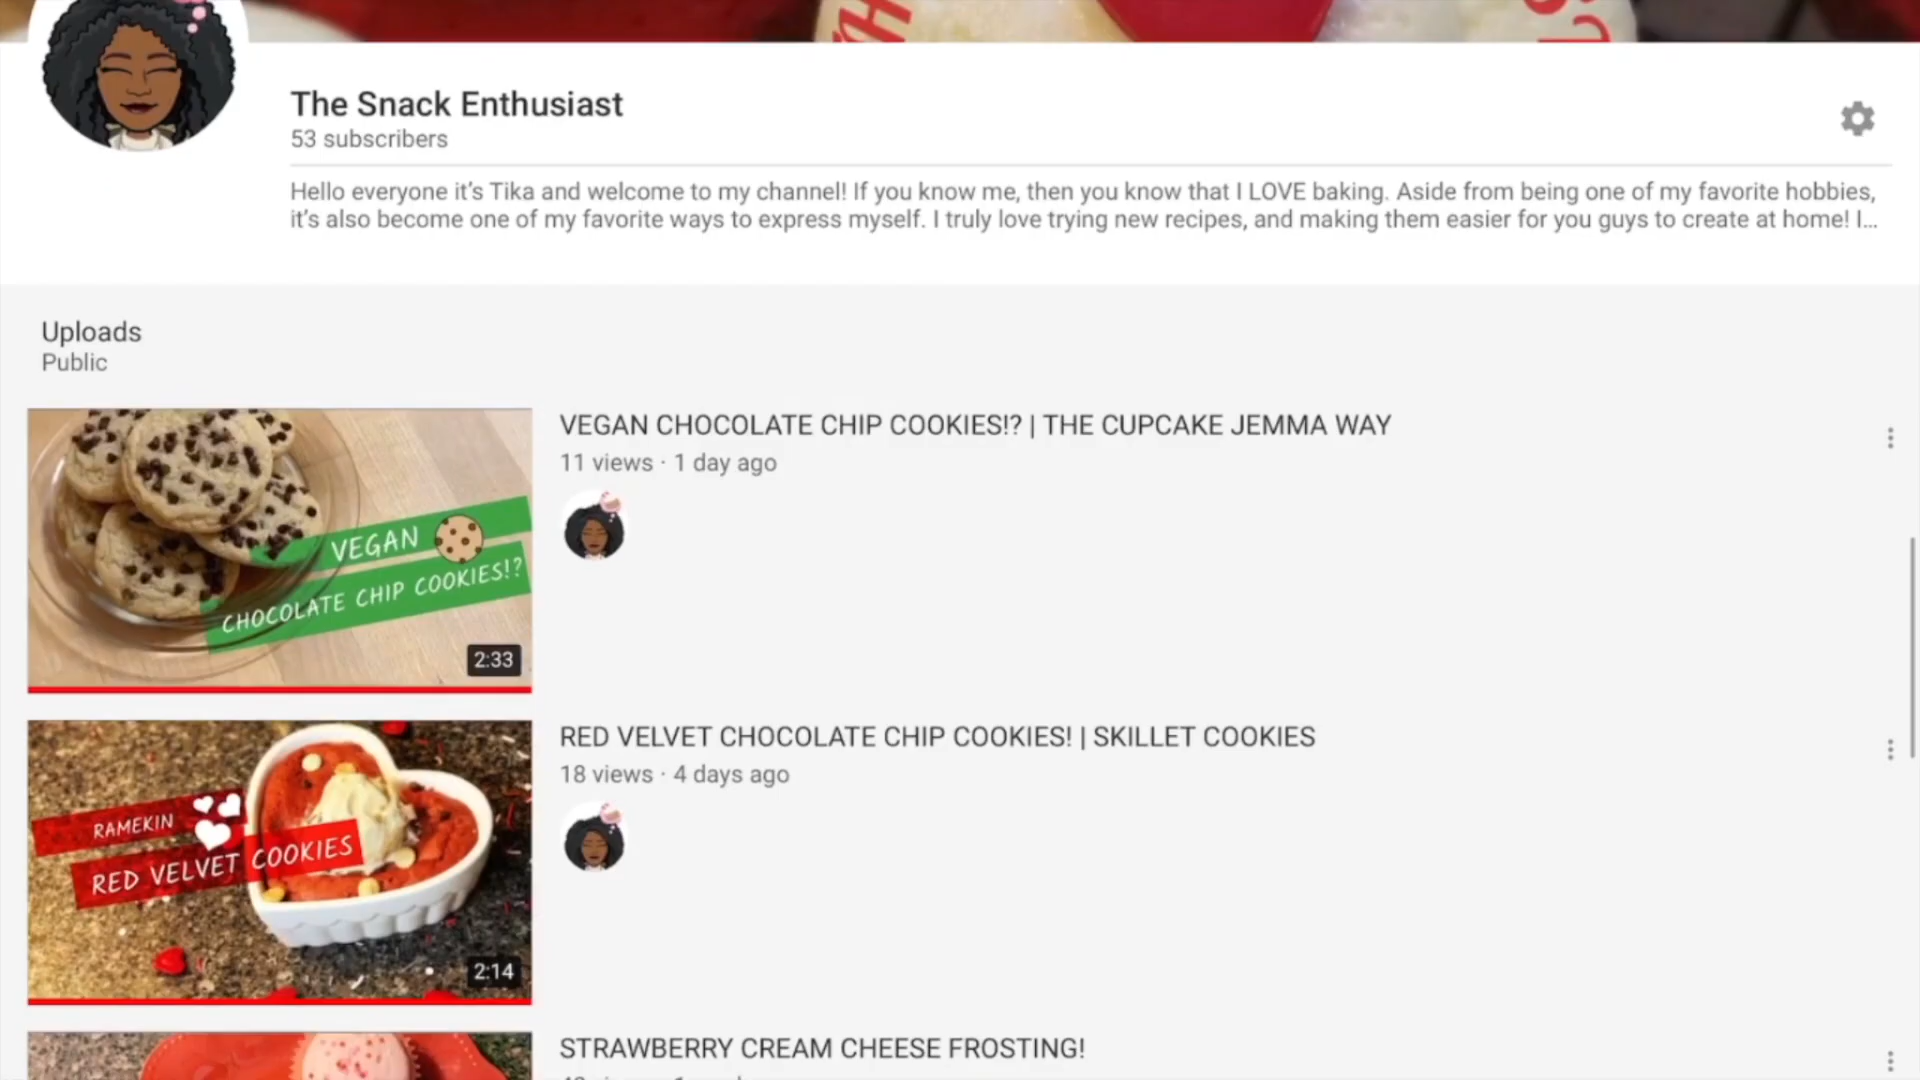 The Snack Enthusiast
53 subscribers
Hello everyone it’s Tika and welcome to my channel! If you know me, then you know that I LOVE baking. Aside from being one of my favorite hobbies,
it’s also become one of my favorite ways to express myself. I truly love trying new recipes, and making them easier for you guys to create at home! I...
Uploads
Public
VEGAN
CHOCOLATE CHIP COOKIES!?
2:33
VEGAN CHOCOLATE CHIP COOKIES!? | THE CUPCAKE JEMMA WAY
11 views · 1 day ago
RAMEKIN
RED VELVET COOKIES
2:14
RED VELVET CHOCOLATE CHIP COOKIES! | SKILLET COOKIES
18 views · 4 days ago
STRAWBERRY CREAM CHEESE FROSTING!